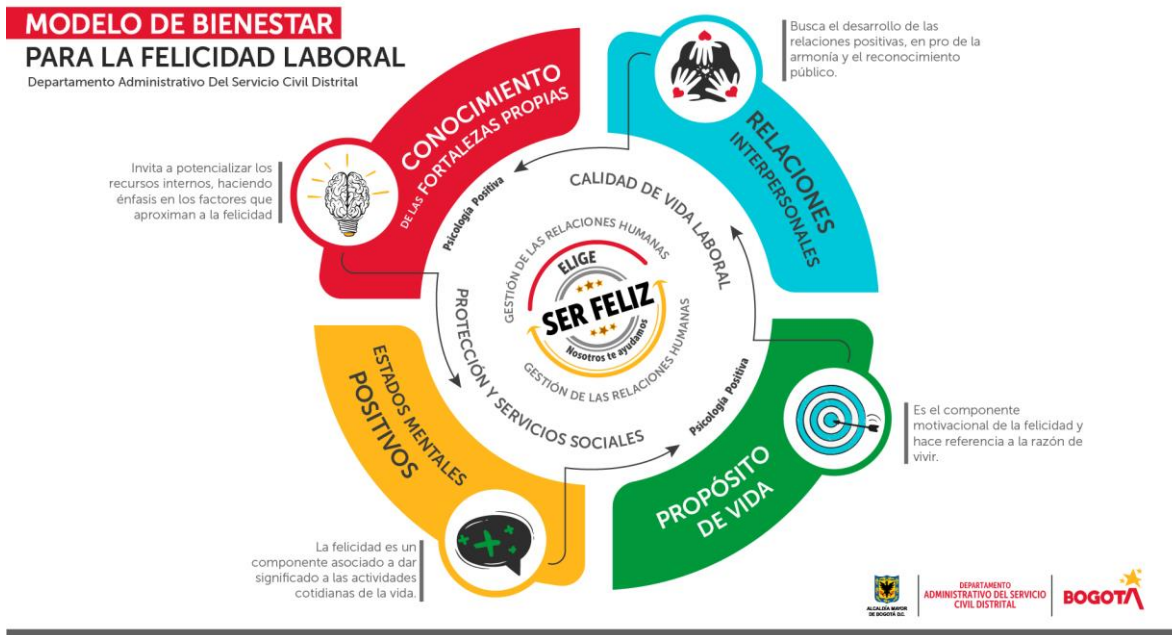 MODELO DE BIENESTAR
PARA LA FELICIDAD LABORAL
Departamento Administrativo Del Servicio Civil Distrital
Invita a potencializar los
recursos internos, haciendo
énfasis en los factores que
aproximan a la felicidad
CONOCIMIENTO
DE LAS FORTALEZAS PROPIAS
Busca el desarrollo de las
relaciones positivas, en pro de la
armonía y el reconocimiento
público.
RELACIONES
INTERPERSONALES
Psicología Positiva
CALIDAD DE VIDA LABORAL
GESTIÓN DE LAS RELACIONES HUMANAS
ELIGE
SER FELIZ
Nosotros te ayudamos
GESTIÓN DE LAS RELACIONES HUMANAS
PROTECCIÓN Y SERVICIOS SOCIALES
Psicología Positiva
ESTADOS MENTALES
POSITIVOS
La felicidad es un
componente asociado a dar
significado a las actividades
cotidianas de la vida.
PROPÓSITO
DE VIDA
Es el componente
motivacional de la felicidad y
hace referencia a la razón de
vivir.
ALCALDÍA MAYOR
DE BOGOTÁ D.C.
DEPARTAMENTO
ADMINISTRATIVO DEL SERVICIO
CIVIL DISTRITAL
BOGOTÁ